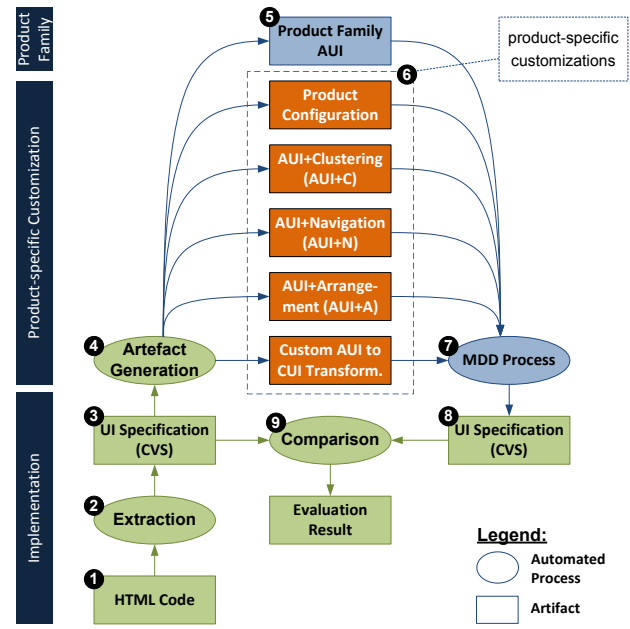 Product
Family
5
Product Family
AUI
product-specific
customizations
6
Product-specific Customization
Product
Configuration
AUI+Clustering
(AUI+C)
AUI+Navigation
(AUI+N)
AUI+Arrange-
ment (AUI+A)
4
Artefact
Generation
Custom AUI to
CUI Transform.
7
MDD Process
Implementation
3
UI Specification
(CVS)
9
Comparison
8
UI Specification
(CVS)
2
Extraction
Evaluation
Result
1
HTML Code
Legend:
Automated
Process
Artifact